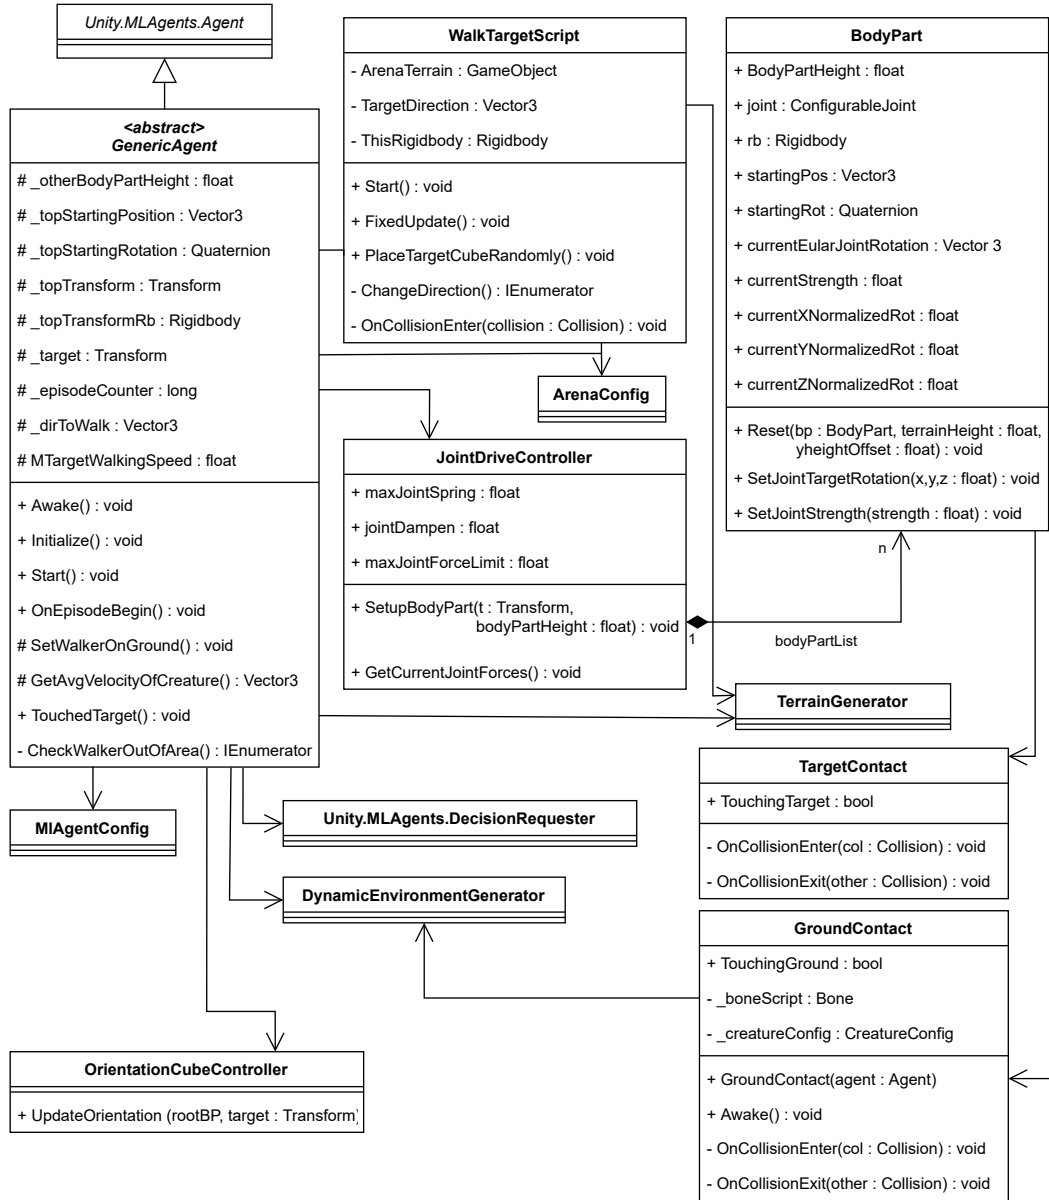 Unity.MLAgents.Agent
<abstract>
GenericAgent
# _otherBodyPartHeight : float
# _topStartingPosition : Vector3
# _topStartingRotation : Quaternion
# _topTransform : Transform
# _topTransformRb : Rigidbody
# _target : Transform
# _episodeCounter : long
# _dirToWalk : Vector3
# MTargetWalkingSpeed : float
+ Awake() : void
+ Initialize() : void
+ Start() : void
+ OnEpisodeBegin() : void
# SetWalkerOnGround() : void
# GetAvgVelocityOfCreature() : Vector3
+ TouchedTarget() : void
- CheckWalkerOutOfArea() : IEnumerator
WalkTargetScript
- ArenaTerrain : GameObject
- TargetDirection : Vector3
- ThisRigidbody : Rigidbody
+ Start() : void
+ FixedUpdate() : void
+ PlaceTargetCubeRandomly() : void
- ChangeDirection() : IEnumerator
- OnCollisionEnter(collision : Collision) : void
ArenaConfig
JointDriveController
+ maxJointSpring : float
+ jointDampen : float
+ maxJointForceLimit : float
+ SetupBodyPart(t : Transform,
bodyPartHeight : float) : void
+ GetCurrentJointForces() : void
1
bodyPartList
n
BodyPart
+ BodyPartHeight : float
+ joint : ConfigurableJoint
+ rb : Rigidbody
+ startingPos : Vector3
+ startingRot : Quaternion
+ currentEularJointRotation : Vector 3
+ currentStrength : float
+ currentXNormalizedRot : float
+ currentYNormalizedRot : float
+ currentZNormalizedRot : float
+ Reset(bp : BodyPart, terrainHeight : float,
yheightOffset : float) : void
+ SetJointTargetRotation(x,y,z : float) : void
+ SetJointStrength(strength : float) : void
TerrainGenerator
TargetContact
+ TouchingTarget : bool
- OnCollisionEnter(col : Collision) : void
- OnCollisionExit(other : Collision) : void
MlAgentConfig
Unity.MLAgents.DecisionRequester
DynamicEnvironmentGenerator
GroundContact
+ TouchingGround : bool
- _boneScript : Bone
- _creatureConfig : CreatureConfig
+ GroundContact(agent : Agent)
+ Awake() : void
- OnCollisionEnter(col : Collision) : void
- OnCollisionExit(other : Collision) : void
OrientationCubeController
+ UpdateOrientation (rootBP, target : Transform)